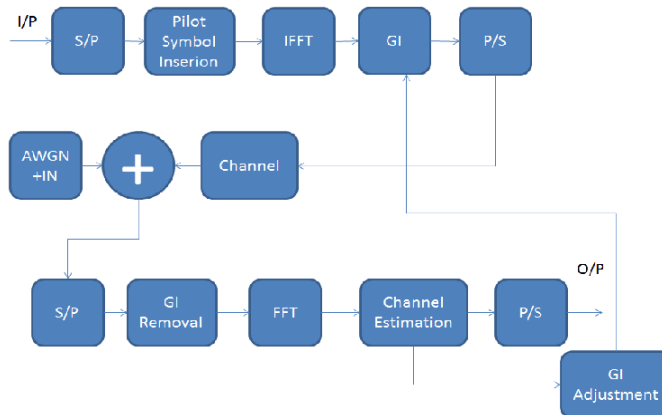 I/P
S/P
Pilot
Symbol
Inserion
IFFT
GI
P/S
AWGN
+IN
+
Channel
O/P
S/P
GI
Removal
FFT
Channel
Estimation
P/S
GI
Adjustment